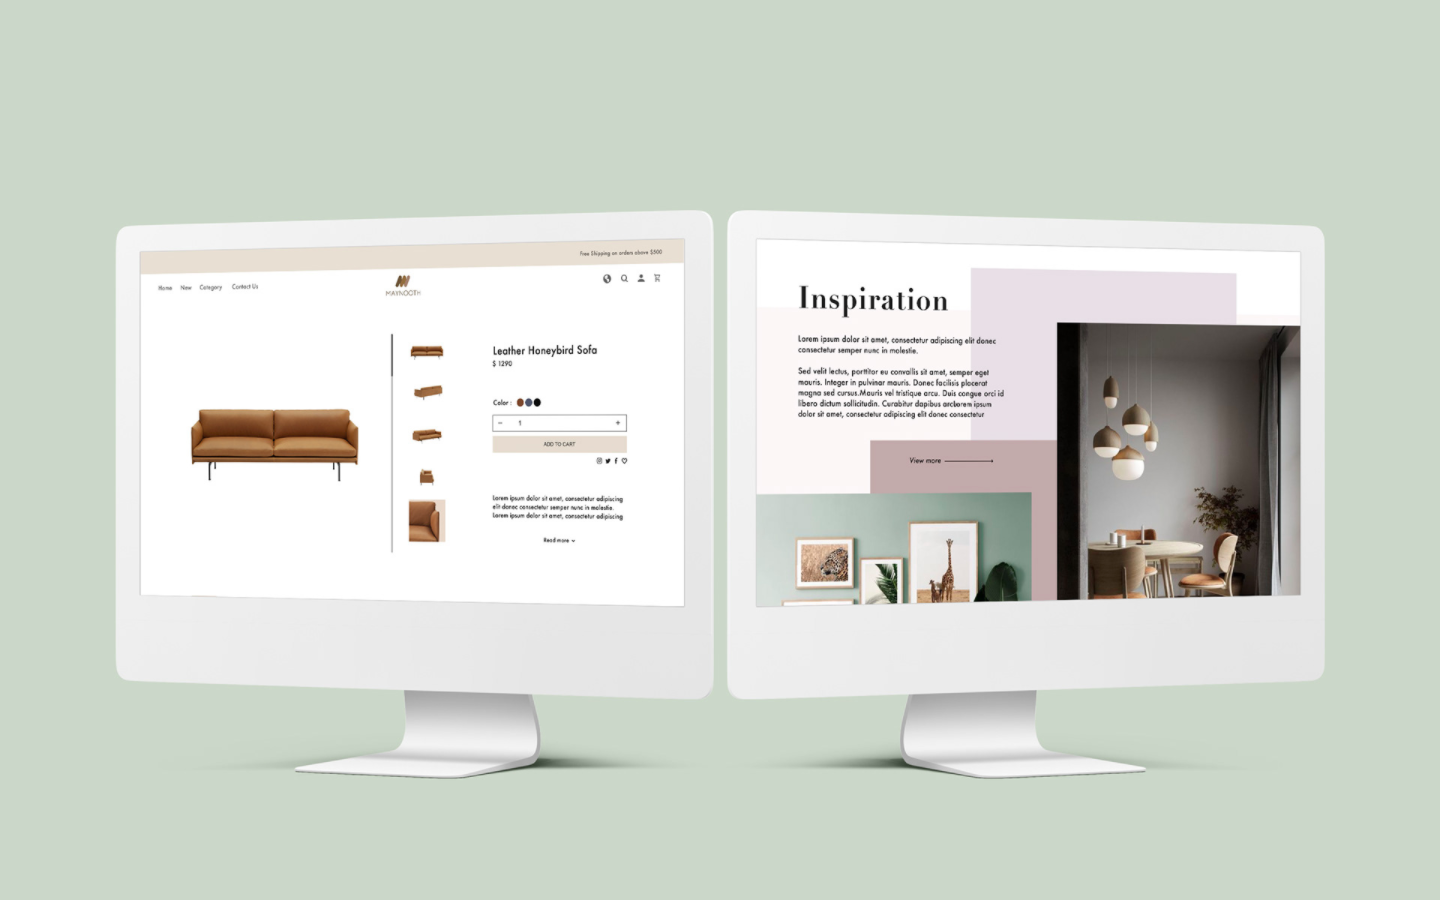 Free Shipping on orders above $500
Home New Category Contact Us
MAYNOOTH
Leather Honeybird Sofa
$ 1290
Color :
- 1 +
ADD TO CART
Lorem ipsum dolor sit amet, consectetur adipiscing
elit donec consectetur semper nunc in molestie.
Lorem ipsum dolor sit amet, consectetur adipiscing
Read more
Inspiration
Lorem ipsum dolor sit amet, consectetur adipiscing elit donec
consectetur semper nunc in molestie.
Sed velit lectus, porttitor eu convallis sit amet, semper eget
mauris. Integer in pulvinar mauris. Donec facilisis placerat
magna sed cursus.Mauris vel tristique arcu. Duis congue orci id
libero dictum sollicitudin. Curabitur dapibus arcborem ipsum
dolor sit amet, consectetur adipiscing elit donec consectetur
View more